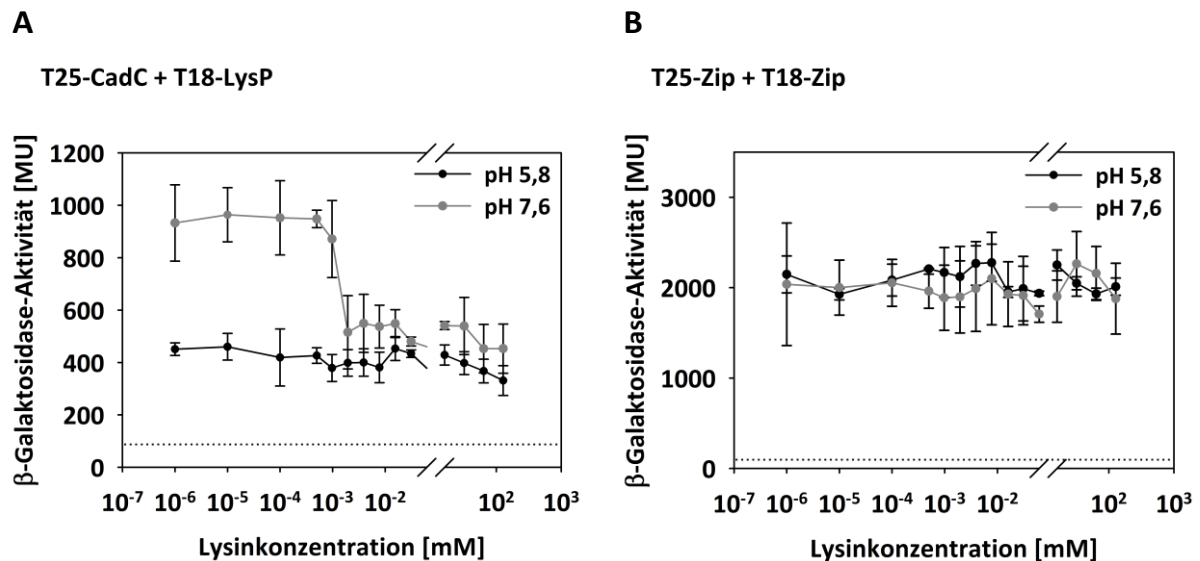 A
T25-CadC + T18-LysP
β-Galaktosidase-Aktivität [MU]
1200
1000
800
600
400
200
0
pH 5,8
pH 7,6
10⁻⁷ 10⁻⁶ 10⁻⁵ 10⁻⁴ 10⁻³ 10⁻² 10² 10³
Lysinkonzentration [mM]
B
T25-Zip + T18-Zip
β-Galaktosidase-Aktivität [MU]
3000
2000
1000
0
pH 5,8
pH 7,6
10⁻⁷ 10⁻⁶ 10⁻⁵ 10⁻⁴ 10⁻³ 10⁻² 10² 10³
Lysinkonzentration [mM]